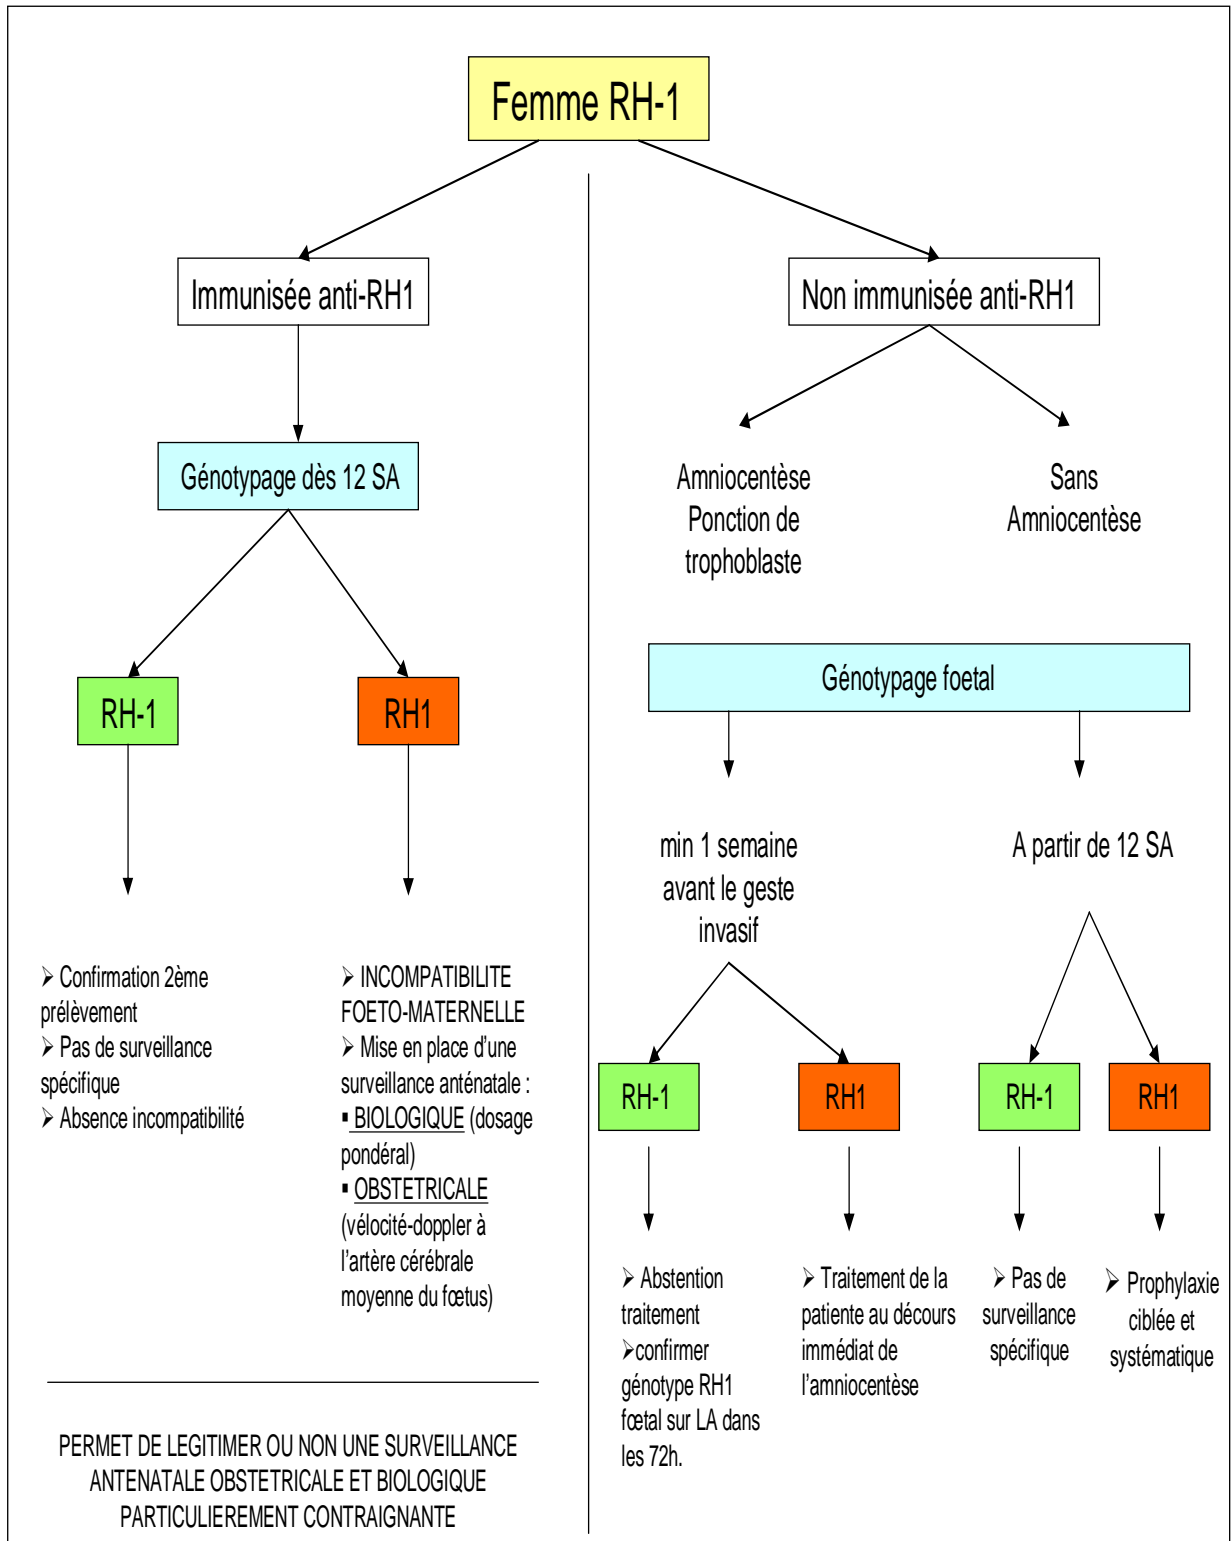 Femme RH-1
Immunisée anti-RH1
Génotypage dès 12 SA
RH-1
RH1
➢ Confirmation 2ème
prélèvement
➢ Pas de surveillance
spécifique
➢ Absence incompatibilité
➢ INCOMPATIBILITE
FOETO-MATERNELLE
➢ Mise en place d’une
surveillance anténatale :
▪ BIOLOGIQUE (dosage
pondéral)
▪ OBSTETRICALE
(vélocité-doppler à
l’artère cérébrale
moyenne du fœtus)
PERMET DE LEGITIMER OU NON UNE SURVEILLANCE
ANTENATALE OBSTETRICALE ET BIOLOGIQUE
PARTICULIEREMENT CONTRAIGNANTE
Non immunisée anti-RH1
Amniocentèse
Ponction de
trophoblaste
Sans
Amniocentèse
Génotypage foetal
min 1 semaine
avant le geste
invasif
A partir de 12 SA
RH-1
RH1
RH-1
RH1
➢ Abstention
traitement
➢confirmer
génotype RH1
fœtal sur LA dans
les 72h.
➢ Traitement de la
patiente au décours
immédiat de
l’amniocentèse
➢ Pas de
surveillance
spécifique
➢ Prophylaxie
ciblée et
systématique